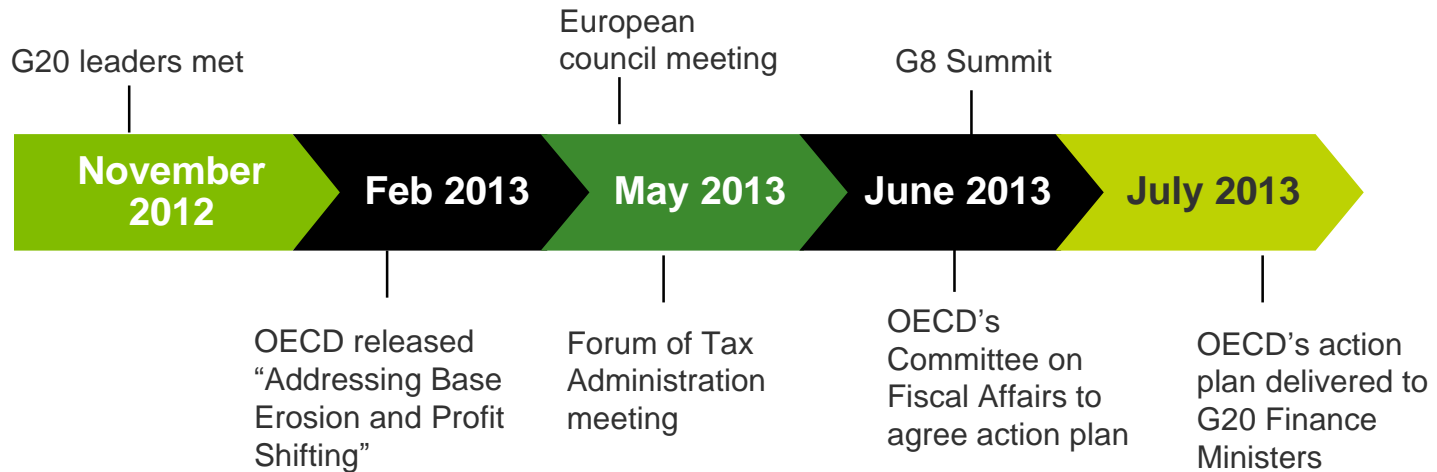 G20 leaders met
European
council meeting
G8 Summit
November
2012
Feb 2013
May 2013
June 2013
July 2013
OECD released
“Addressing Base
Erosion and Profit
Shifting”
Forum of Tax
Administration
meeting
OECD’s
Committee on
Fiscal Affairs to
agree action plan
OECD’s action
plan delivered to
G20 Finance
Ministers